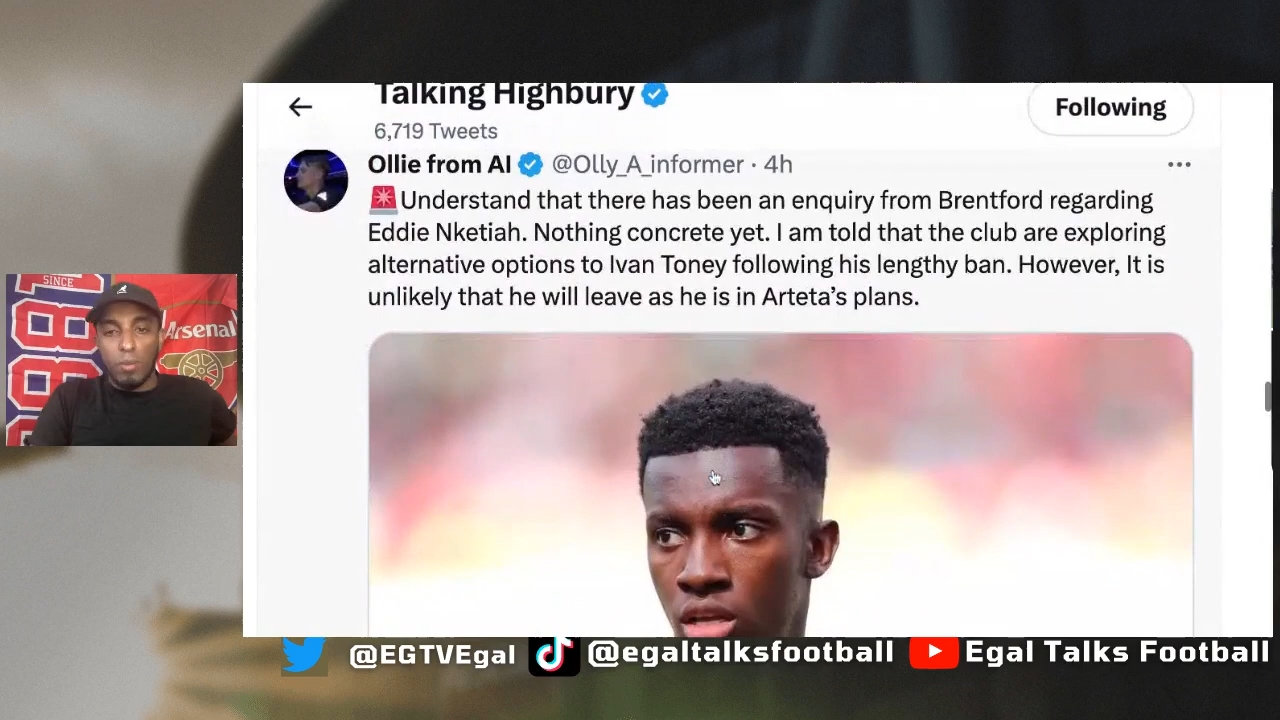 Talking Highbury
Following
6,719 Tweets
Ollie from AI @Olly_A_informer · 4h
🚨Understand that there has been an enquiry from Brentford regarding
Eddie Nketiah. Nothing concrete yet. I am told that the club are exploring
alternative options to Ivan Toney following his lengthy ban. However, It is
unlikely that he will leave as he is in Arteta’s plans.
SINCE
Arsenal
@EGTVEgal @egaltalksfootball Egal Talks Football